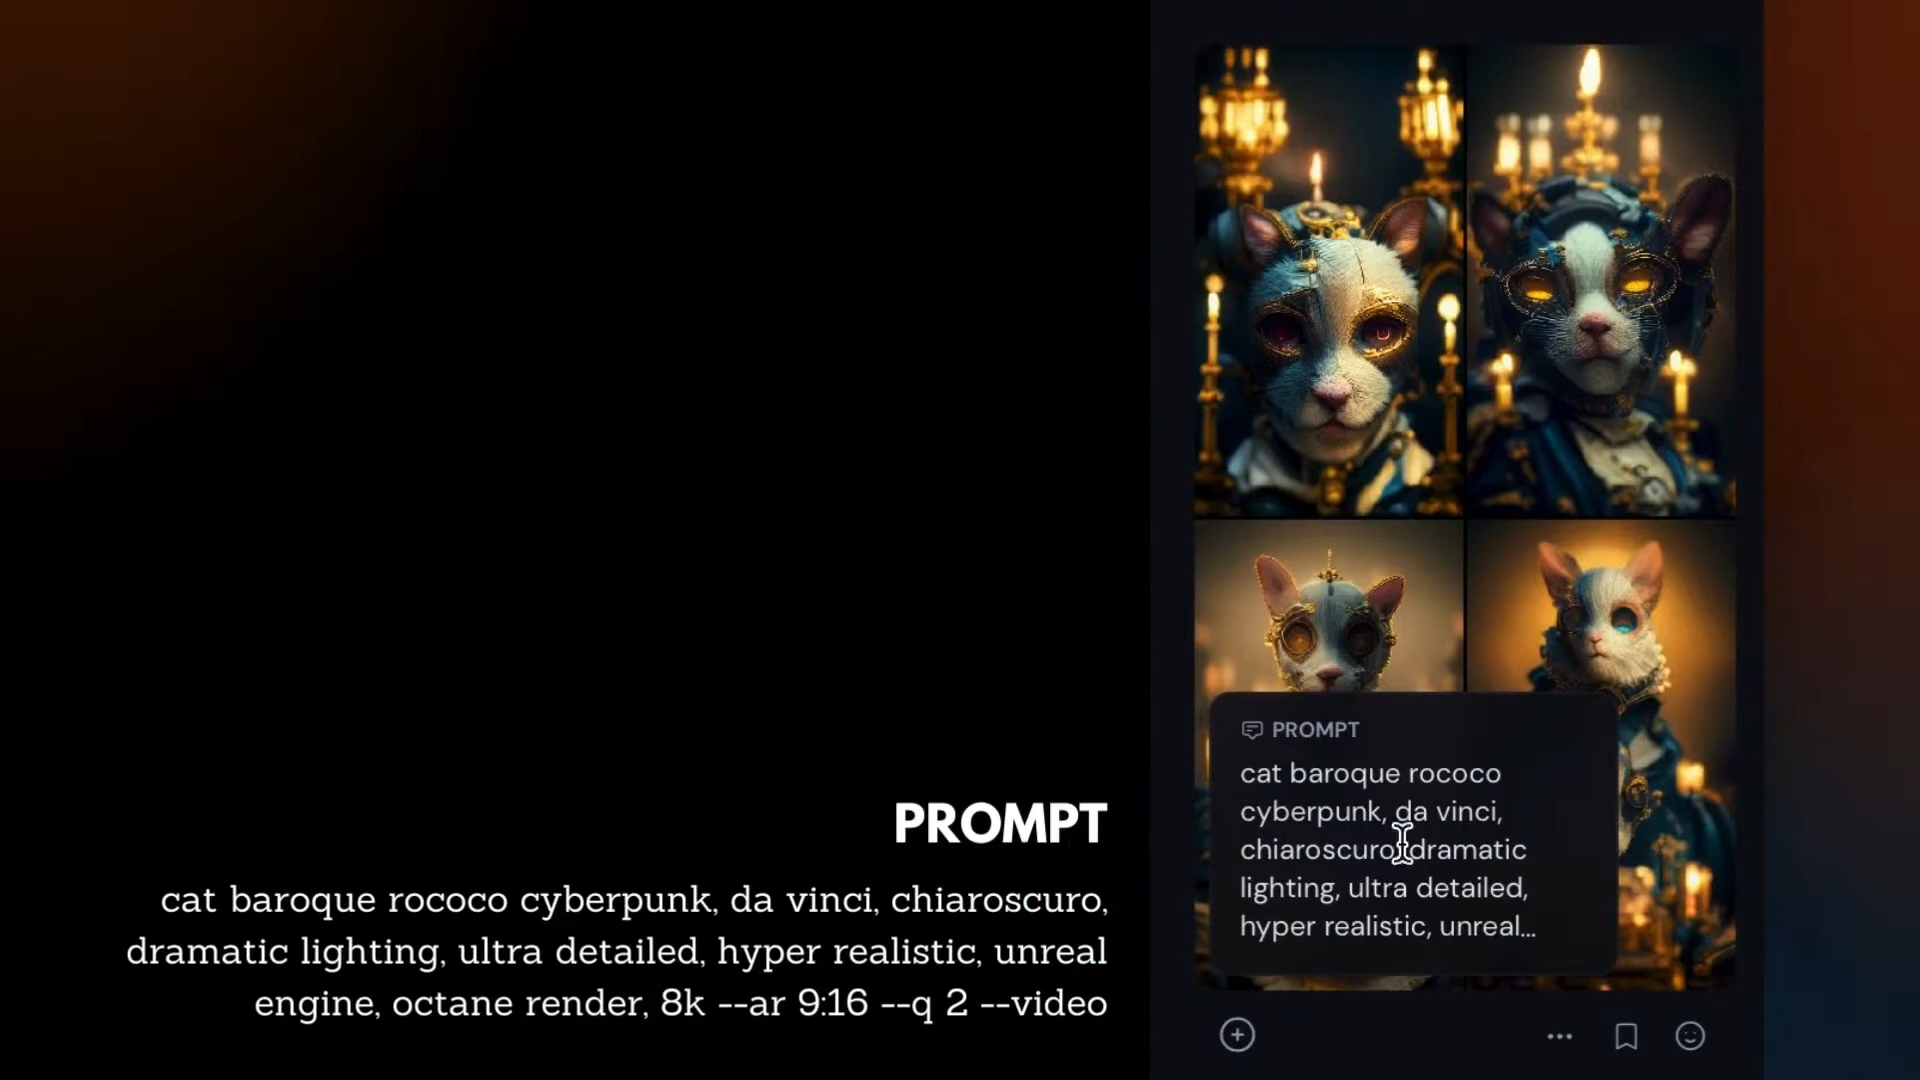 PROMPT
cat baroque rococo cyberpunk, da vinci, chiaroscuro,
dramatic lighting, ultra detailed, hyper realistic, unreal
engine, octane render, 8k --ar 9:16 --q 2 --video
PROMPT
cat baroque rococo
cyberpunk, da vinci,
chiaroscuro, dramatic
lighting, ultra detailed,
hyper realistic, unreal...